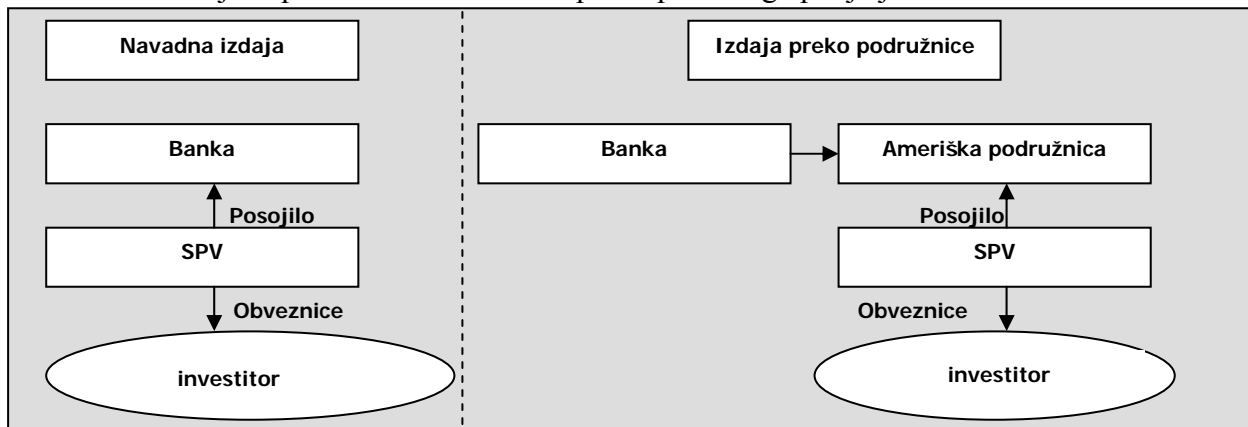 Navadna izdaja
Banka
Posojilo
SPV
Obveznice
investitor
Izdaja preko podružnice
Banka
Ameriška podružnica
Posojilo
SPV
Obveznice
investitor